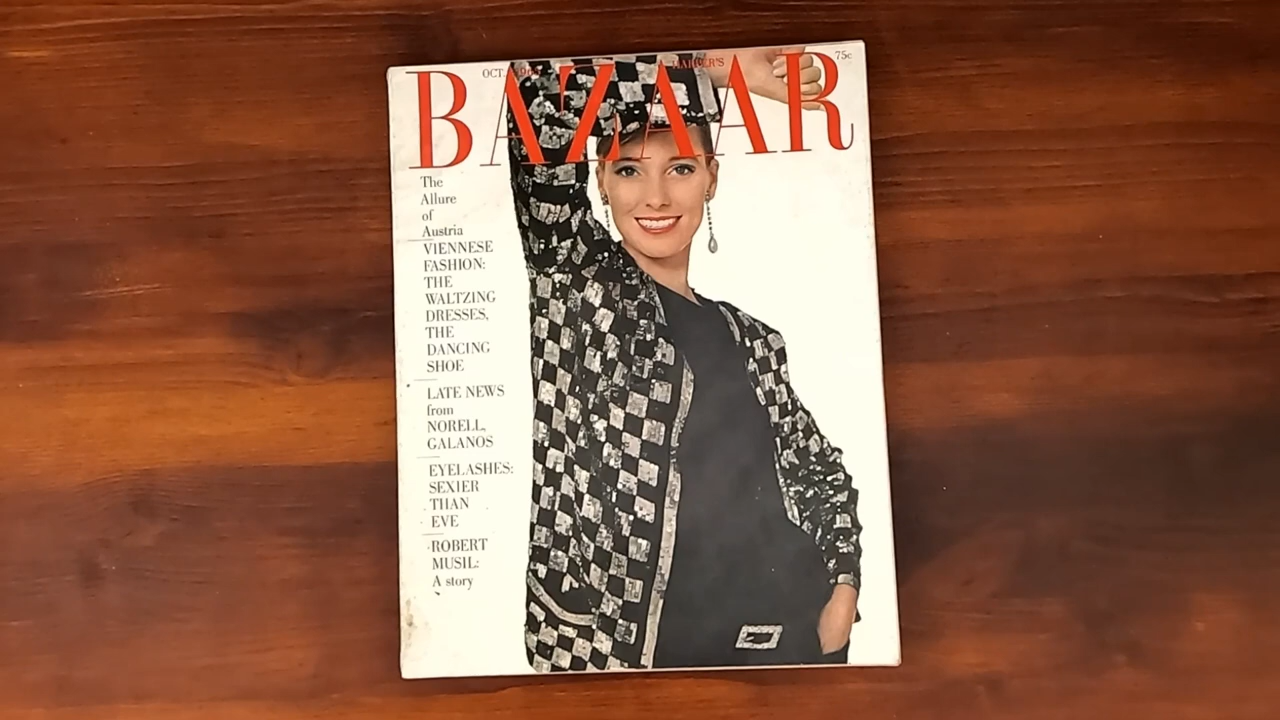 OCT.
HARPER'S
75c
BAZAAR
The
Allure
of
Austria
VIENNESE
FASHION:
THE
WALTZING
DRESSES,
THE
DANCING
SHOE
LATE NEWS
from
NORELL,
GALANOS
EYELASHES:
SEXIER
THAN
EVE
ROBERT
MUSIL:
A story